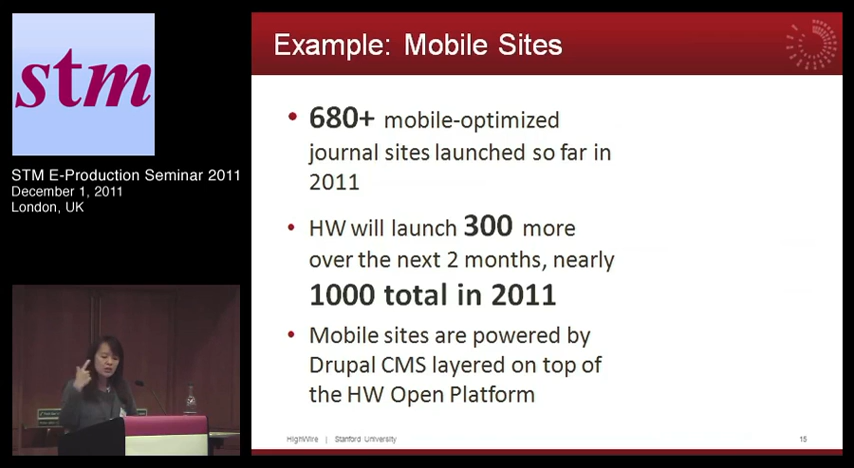 stm
STM E-Production Seminar 2011
December 1, 2011
London, UK
Example: Mobile Sites
• 680+ mobile-optimized
journal sites launched so far in
2011
• HW will launch 300 more
over the next 2 months, nearly
1000 total in 2011
• Mobile sites are powered by
Drupal CMS layered on top of
the HW Open Platform
HighWire | Stanford University
15